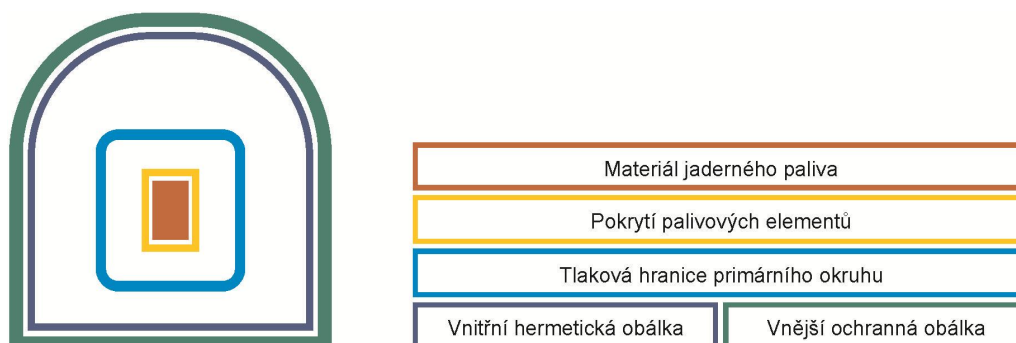 Materiál jaderného paliva
Pokrytí palivových elementů
Tlaková hranice primárního okruhu
Vnitřní hermetická obálka
Vnější ochranná obálka